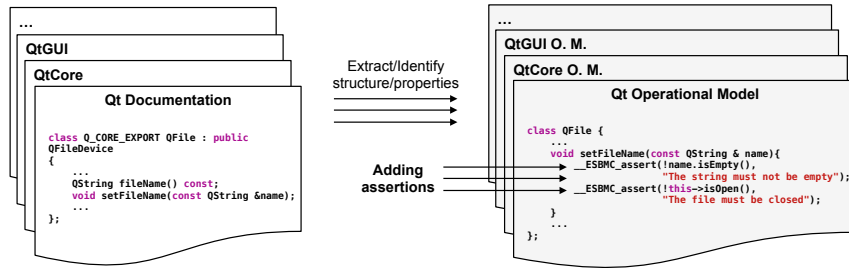 ...
QtGUI
QtCore
Qt Documentation
class Q_CORE_EXPORT QFile : public
QFileDevice
{
...
QString fileName() const;
void setFileName(const QString &name);
...
};
Extract/Identify
structure/properties
Adding
assertions
...
QtGUI O. M.
QtCore O. M.
Qt Operational Model
class QFile {
...
void setFileName(const QString & name){
__ESBMC_assert(!name.isEmpty(),
"The string must not be empty");
__ESBMC_assert(!this->isOpen(),
"The file must be closed");
}
...
};